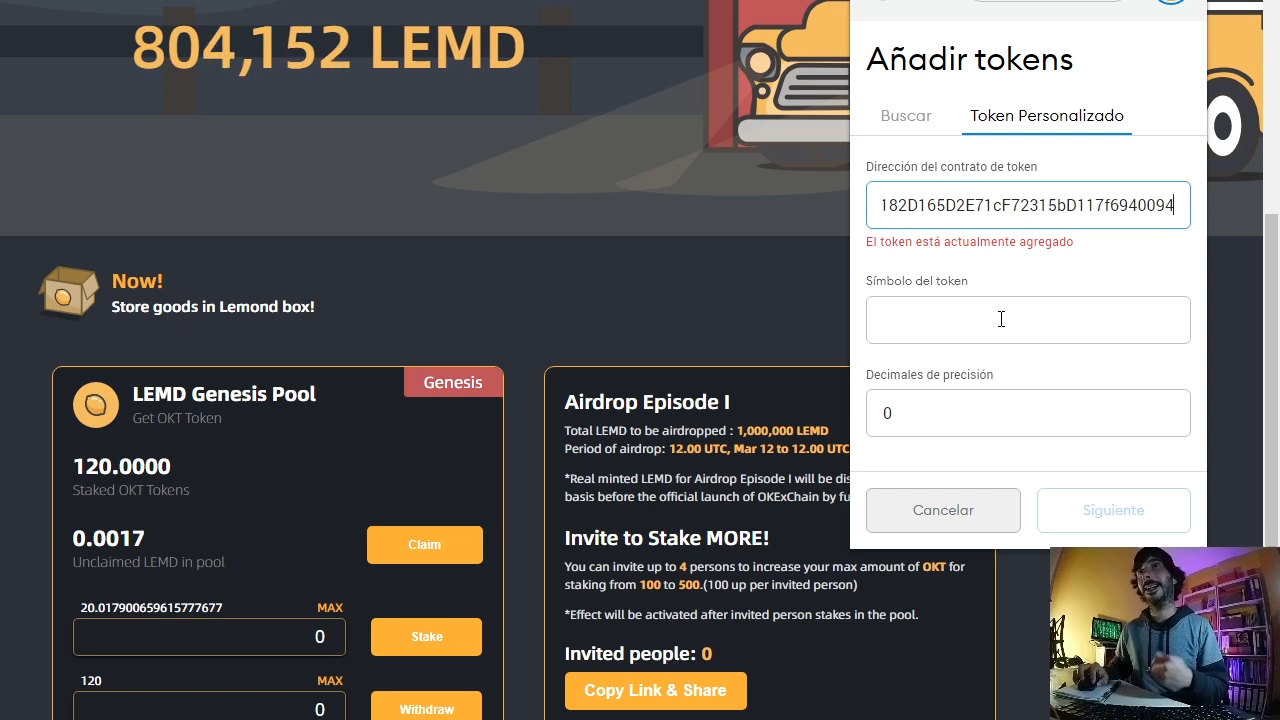 804,152 LEMD
Now!
Store goods in Lemond box!
LEMD Genesis Pool
Genesis
Get OKT Token
120.0000
Staked OKT Tokens
0.0017
Unclaimed LEMD in pool
Claim
20.017900659615777677
MAX
0
Stake
120
MAX
0
Withdraw
Airdrop Episode I
Total LEMD to be airdropped : 1,000,000 LEMD
Period of airdrop: 12.00 UTC, Mar 12 to 12.00 UTC
*Real minted LEMD for Airdrop Episode I will be dis
basis before the official launch of OKExChain by fu
Invite to Stake MORE!
You can invite up to 4 persons to increase your max amount of OKT for
staking from 100 to 500.(100 up per invited person)
*Effect will be activated after invited person stakes in the pool.
Invited people: 0
Copy Link & Share
Añadir tokens
Buscar
Token Personalizado
Dirección del contrato de token
182D165D2E71cF72315bD117f6940094
El token está actualmente agregado
Símbolo del token
Decimales de precisión
0
Cancelar
Siguiente